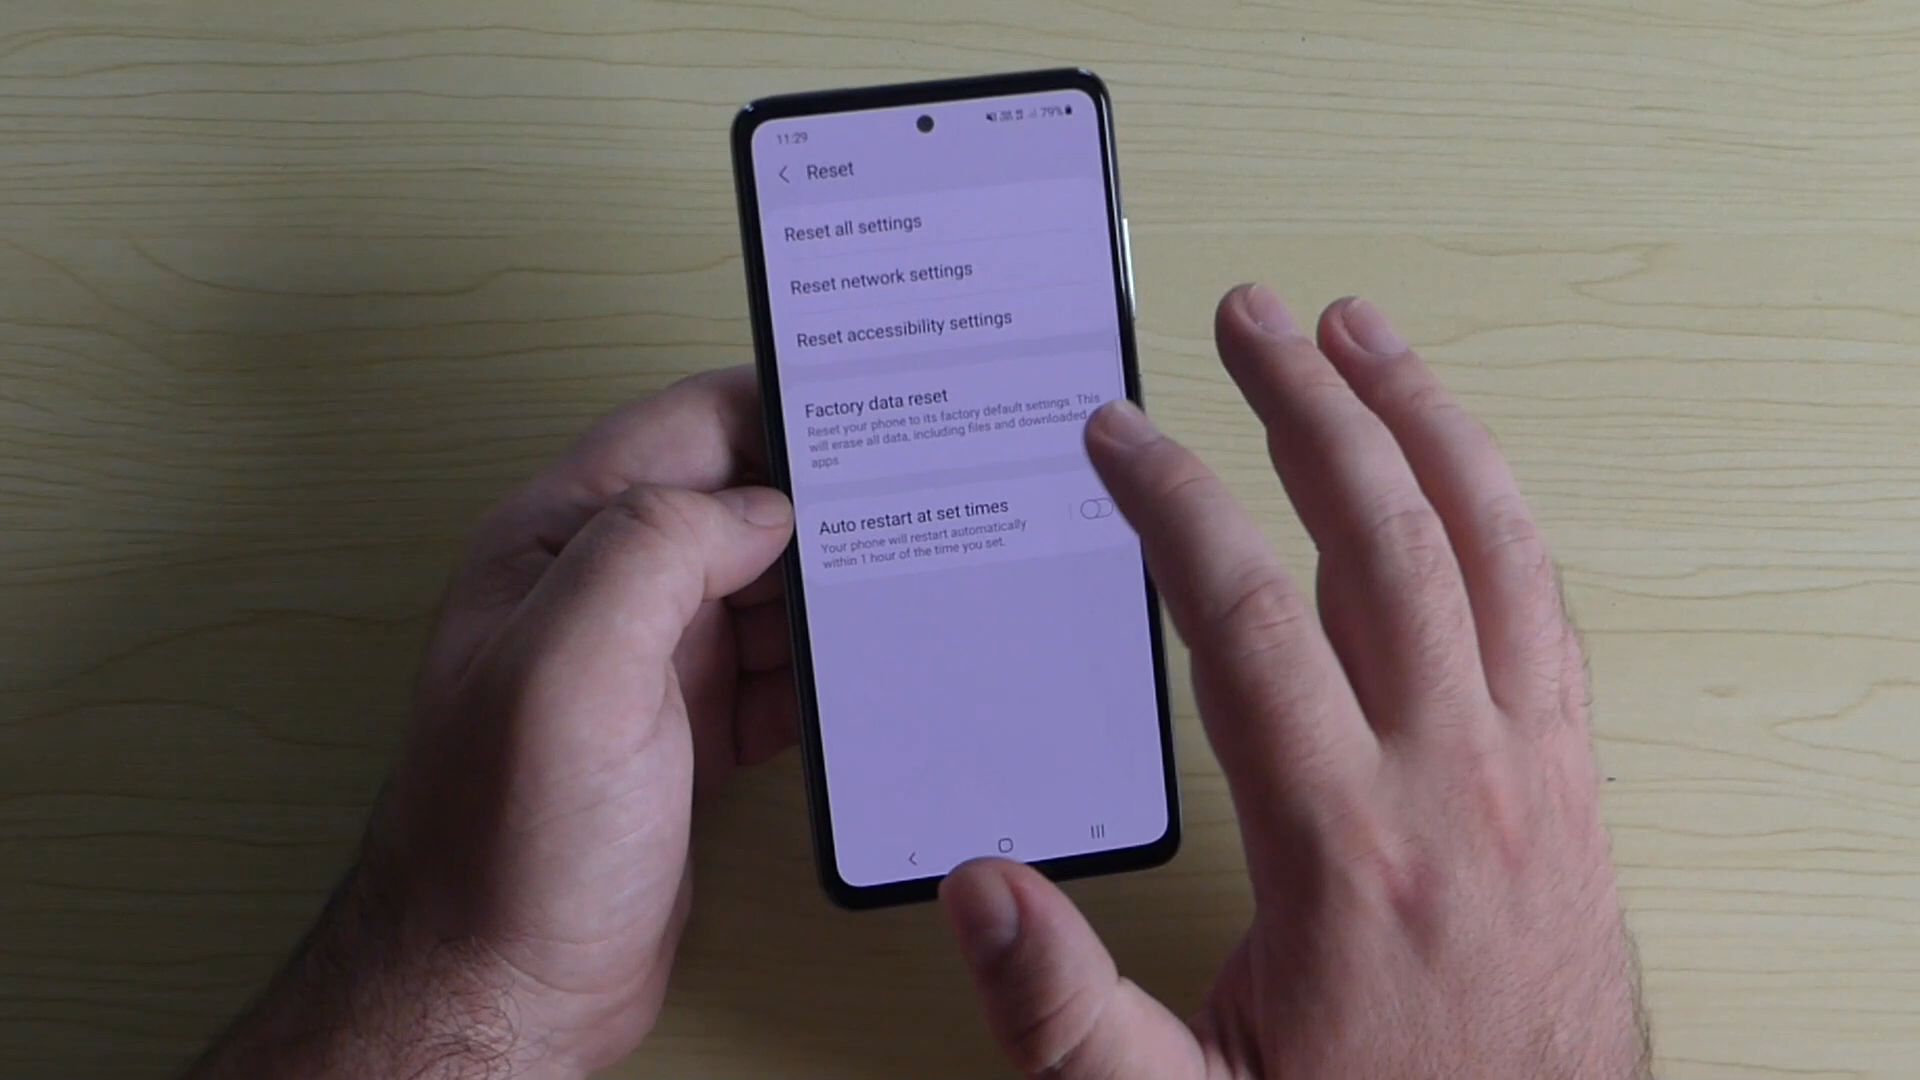 11:29
79%
Reset
Reset all settings
Reset network settings
Reset accessibility settings
Factory data reset
Reset your phone to its factory default settings. This
will erase all data, including files and downloaded
apps
Auto restart at set times
Your phone will restart automatically
within 1 hour of the time you set.